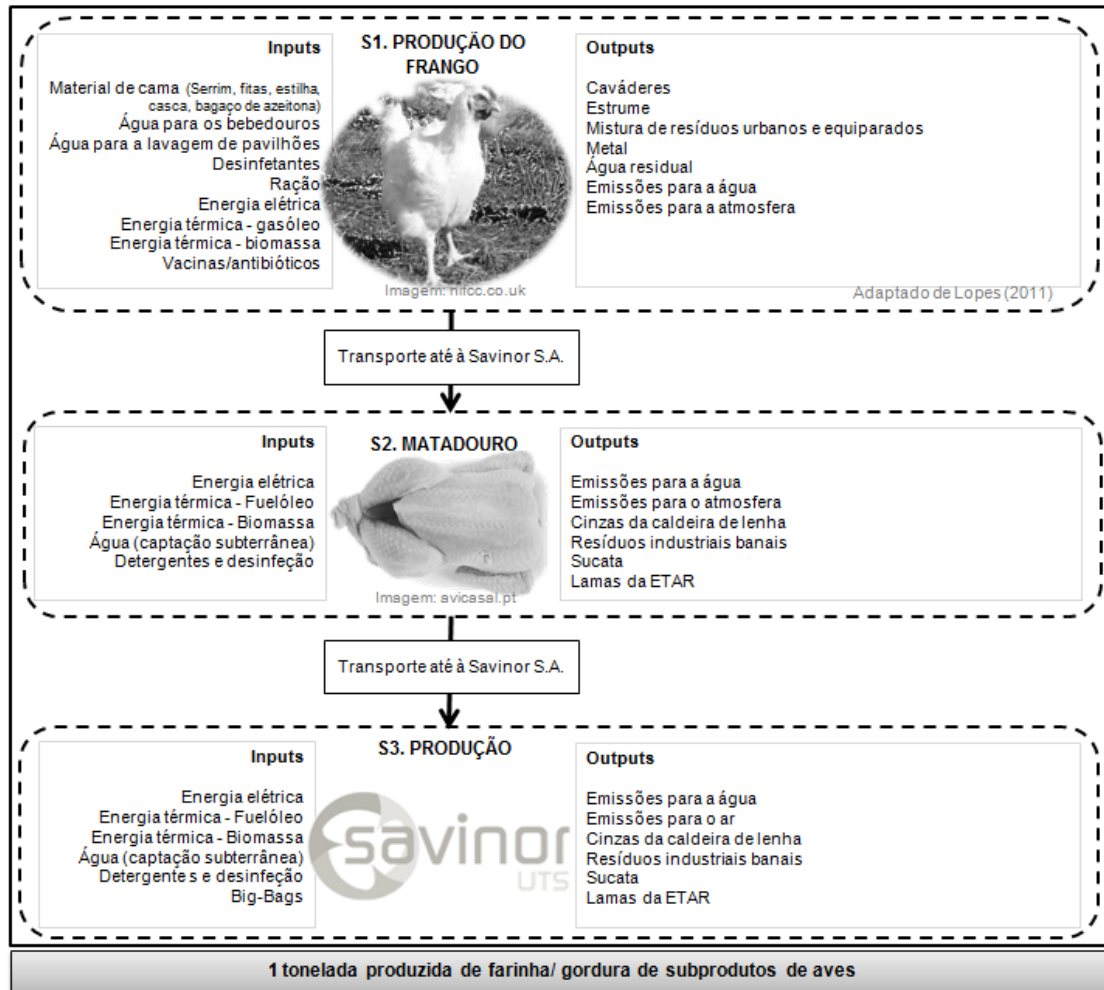 S1. PRODUÇÃO DO
FRANGO
Inputs
Material de cama (Serrim, fitas, estilha,
casca, bagaço de azeitona)
Água para os bebedouros
Água para a lavagem de pavilhões
Desinfetantes
Ração
Energia elétrica
Energia térmica - gasóleo
Energia térmica - biomassa
Vacinas/antibióticos
Outputs
Caváderes
Estrume
Mistura de resíduos urbanos e equiparados
Metal
Água residual
Emissões para a água
Emissões para a atmosfera
Imagem: nifcc.co.uk
Adaptado de Lopes (2011)
Transporte até à Savinor S.A.
S2. MATADOURO
Inputs
Energia elétrica
Energia térmica - Fuelóleo
Energia térmica - Biomassa
Água (captação subterrânea)
Detergentes e desinfeção
Outputs
Emissões para a água
Emissões para o atmosfera
Cinzas da caldeira de lenha
Resíduos industriais banais
Sucata
Lamas da ETAR
Imagem: avicasal.pt
Transporte até à Savinor S.A.
S3. PRODUÇÃO
Inputs
Energia elétrica
Energia térmica - Fuelóleo
Energia térmica - Biomassa
Água (captação subterrânea)
Detergentes e desinfeção
Big-Bags
savinor
UTS
Outputs
Emissões para a água
Emissões para o ar
Cinzas da caldeira de lenha
Resíduos industriais banais
Sucata
Lamas da ETAR
1 tonelada produzida de farinha/ gordura de subprodutos de aves